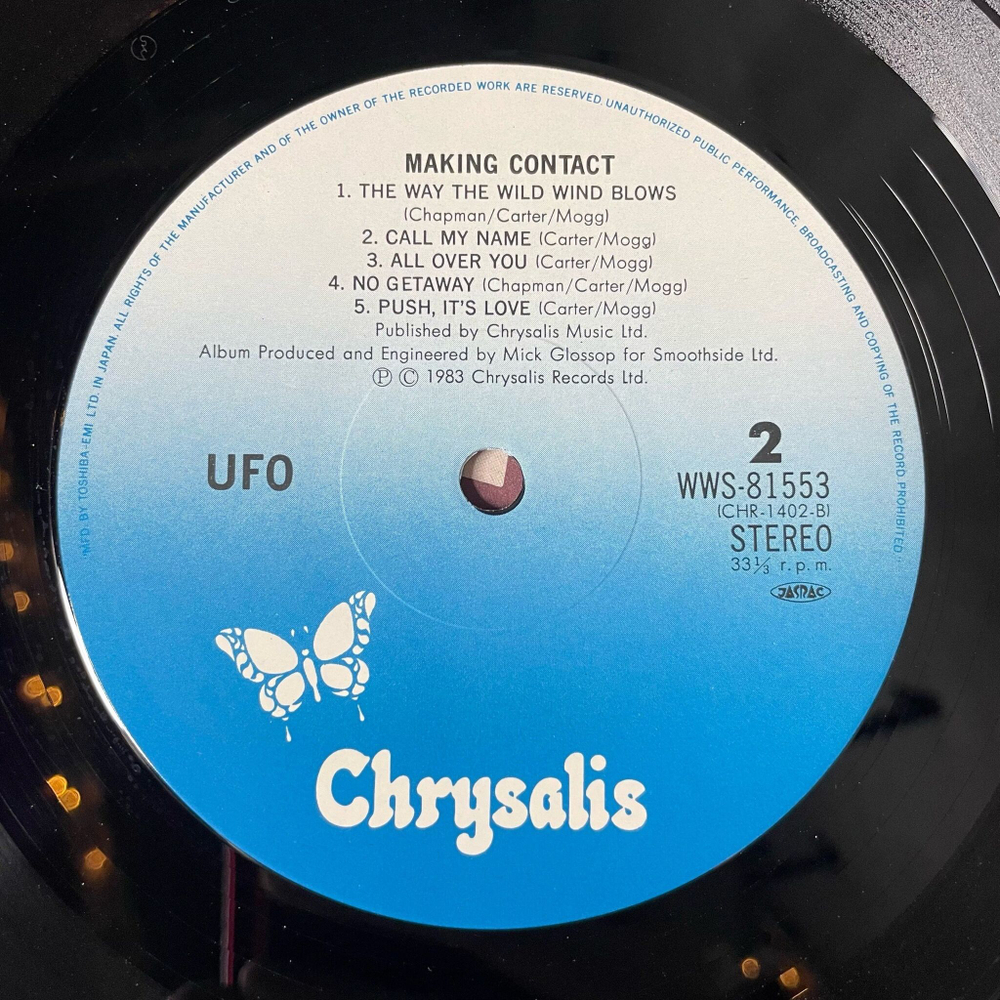 MAKING CONTACT
1. THE WAY THE WILD WIND BLOWS
(Chapman/Carter/Mogg)
2. CALL MY NAME (Carter/Mogg)
3. ALL OVER YOU (Carter/Mogg)
4. NO GETAWAY (Chapman/Carter/Mogg)
5. PUSH, IT'S LOVE (Carter/Mogg)
Published by Chrysalis Music Ltd.
Album Produced and Engineered by Mick Glossop for Smoothside Ltd.
Ⓟ Ⓒ 1983 Chrysalis Records Ltd.
UFO
2
WWS-81553
(CHR-1402-B)
STEREO
33⅓ r.p.m.
JASRAC
Chrysalis
"MFD. BY TOSHIBA-EMI LTD. IN JAPAN. ALL RIGHTS OF THE MANUFACTURER AND OF THE OWNER OF THE RECORDED WORK ARE RESERVED. UNAUTHORIZED PUBLIC PERFORMANCE, BROADCASTING AND COPYING OF THE RECORD PROHIBITED."